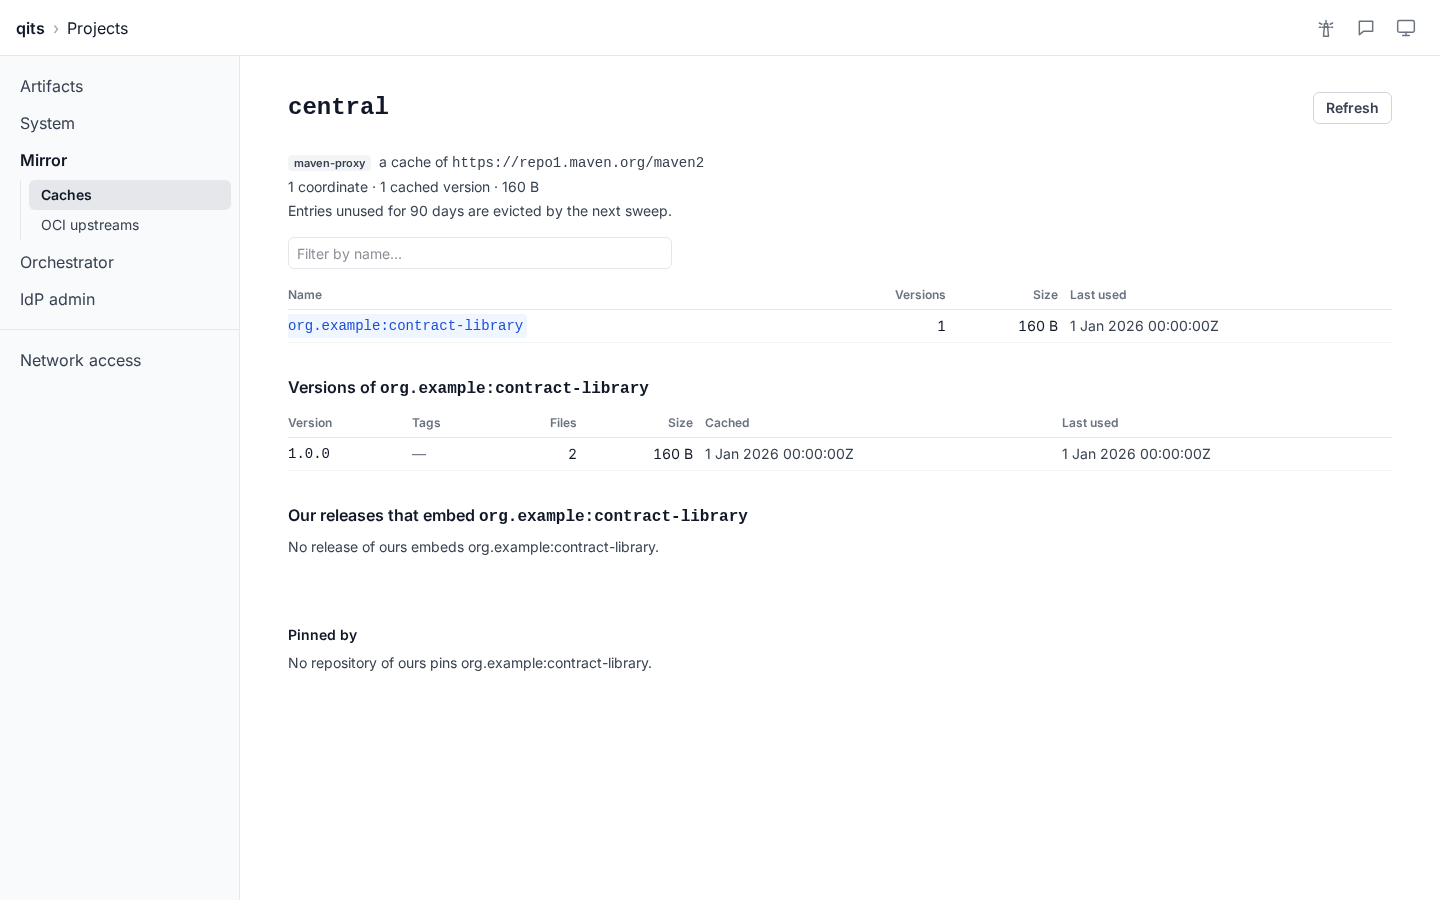 qits › Projects
Artifacts
System
Mirror
Caches
OCI upstreams
Orchestrator
IdP admin
Network access
central
Refresh
maven-proxy a cache of https://repo1.maven.org/maven2
1 coordinate · 1 cached version · 160 B
Entries unused for 90 days are evicted by the next sweep.
Filter by name...
Name Versions Size Last used
org.example:contract-library 1 160 B 1 Jan 2026 00:00:00Z
Versions of org.example:contract-library
Version Tags Files Size Cached Last used
1.0.0 — 2 160 B 1 Jan 2026 00:00:00Z 1 Jan 2026 00:00:00Z
Our releases that embed org.example:contract-library
No release of ours embeds org.example:contract-library.
Pinned by
No repository of ours pins org.example:contract-library.